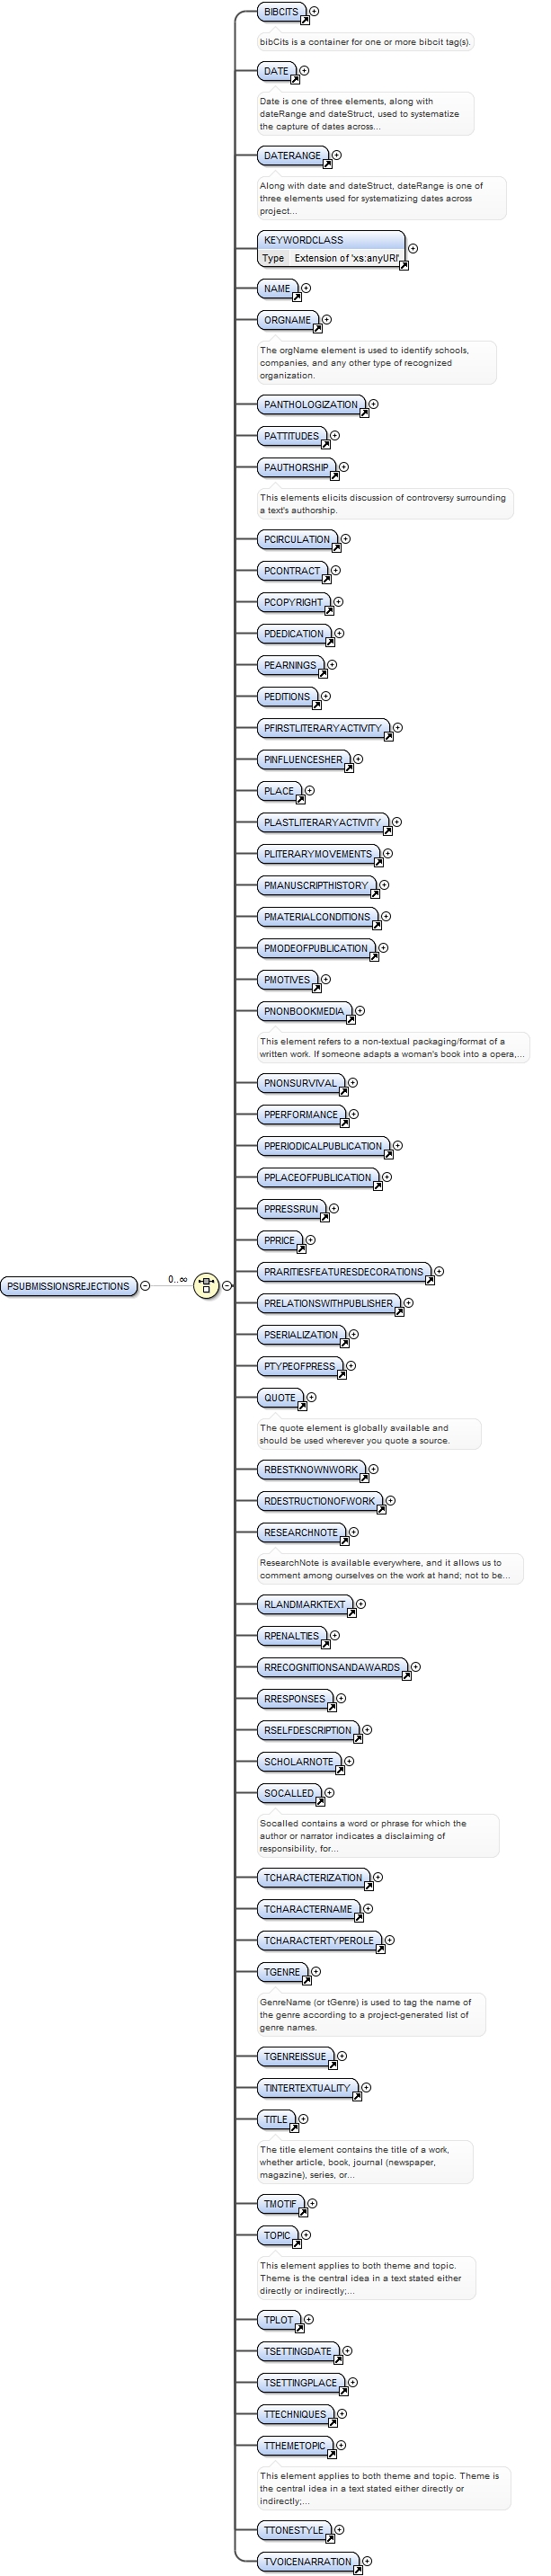 BIBCITS
bibCits is a container for one or more bibcit tag(s).
DATE
Date is one of three elements, along with
dateRange and dateStruct, used to systematize
the capture of dates across...
DATERANGE
Along with date and dateStruct, dateRange is one of
three elements used for systematizing dates across
project...
KEYWORDCLASS
Type Extension of 'xs:anyURI'
NAME
ORGNAME
The orgName element is used to identify schools,
companies, and any other type of recognized
organization.
PANTHOLOGIZATION
PATTITUDES
PAUTHORSHIP
This elements elicits discussion of controversy surrounding
a text's authorship.
PCIRCULATION
PCONTRACT
PCOPYRIGHT
PDEDICATION
PEARNINGS
PEDITIONS
PFIRSTLITERARYACTIVITY
PINFLUENCESHER
PLACE
PLASTLITERARYACTIVITY
PLITERARYMOVEMENTS
PMANUSCRIPTHISTORY
PMATERIALCONDITIONS
PMODEOFPUBLICATION
PMOTIVES
PNONBOOKMEDIA
This element refers to a non-textual packaging/format of a
written work. If someone adapts a woman's book into a opera,...
PNONSURVIVAL
PPERFORMANCE
PPERIODICALPUBLICATION
PPLACEOFPUBLICATION
PPRESSRUN
PPRICE
PRARITIESFEATURESDECORATIONS
PSUBMISSIONSREJECTIONS
0..∞
PRELATIONSWITHPUBLISHER
PSERIALIZATION
PTYPEOFPRESS
QUOTE
The quote element is globally available and
should be used wherever you quote a source.
RBESTKNOWNWORK
RDESTRUCTIONOFWORK
RESEARCHNOTE
ResearchNote is available everywhere, and it allows us to
comment among ourselves on the work at hand; not to be...
RLANDMARKTEXT
RPENALTIES
RRECOGNITIONSANDAWARDS
RRESPONSES
RSELFDESCRIPTION
SCHOLARNOTE
SOCALLED
Socalled contains a word or phrase for which the
author or narrator indicates a disclaiming of
responsibility, for...
TCHARACTERIZATION
TCHARACTERNAME
TCHARACTERTYPEROLE
TGENRE
GenreName (or tGenre) is used to tag the name of
the genre according to a project-generated list of
genre names.
TGENREISSUE
TINTERTEXTUALITY
TITLE
The title element contains the title of a work,
whether article, book, journal (newspaper,
magazine), series, or...
TMOTIF
TOPIC
This element applies to both theme and topic.
Theme is the central idea in a text stated either
directly or indirectly;...
TPLOT
TSETTINGDATE
TSETTINGPLACE
TTECHNIQUES
TTHEMETOPIC
This element applies to both theme and topic. Theme is
the central idea in a text stated either directly or
indirectly;...
TTONESTYLE
TVOICENARRATION